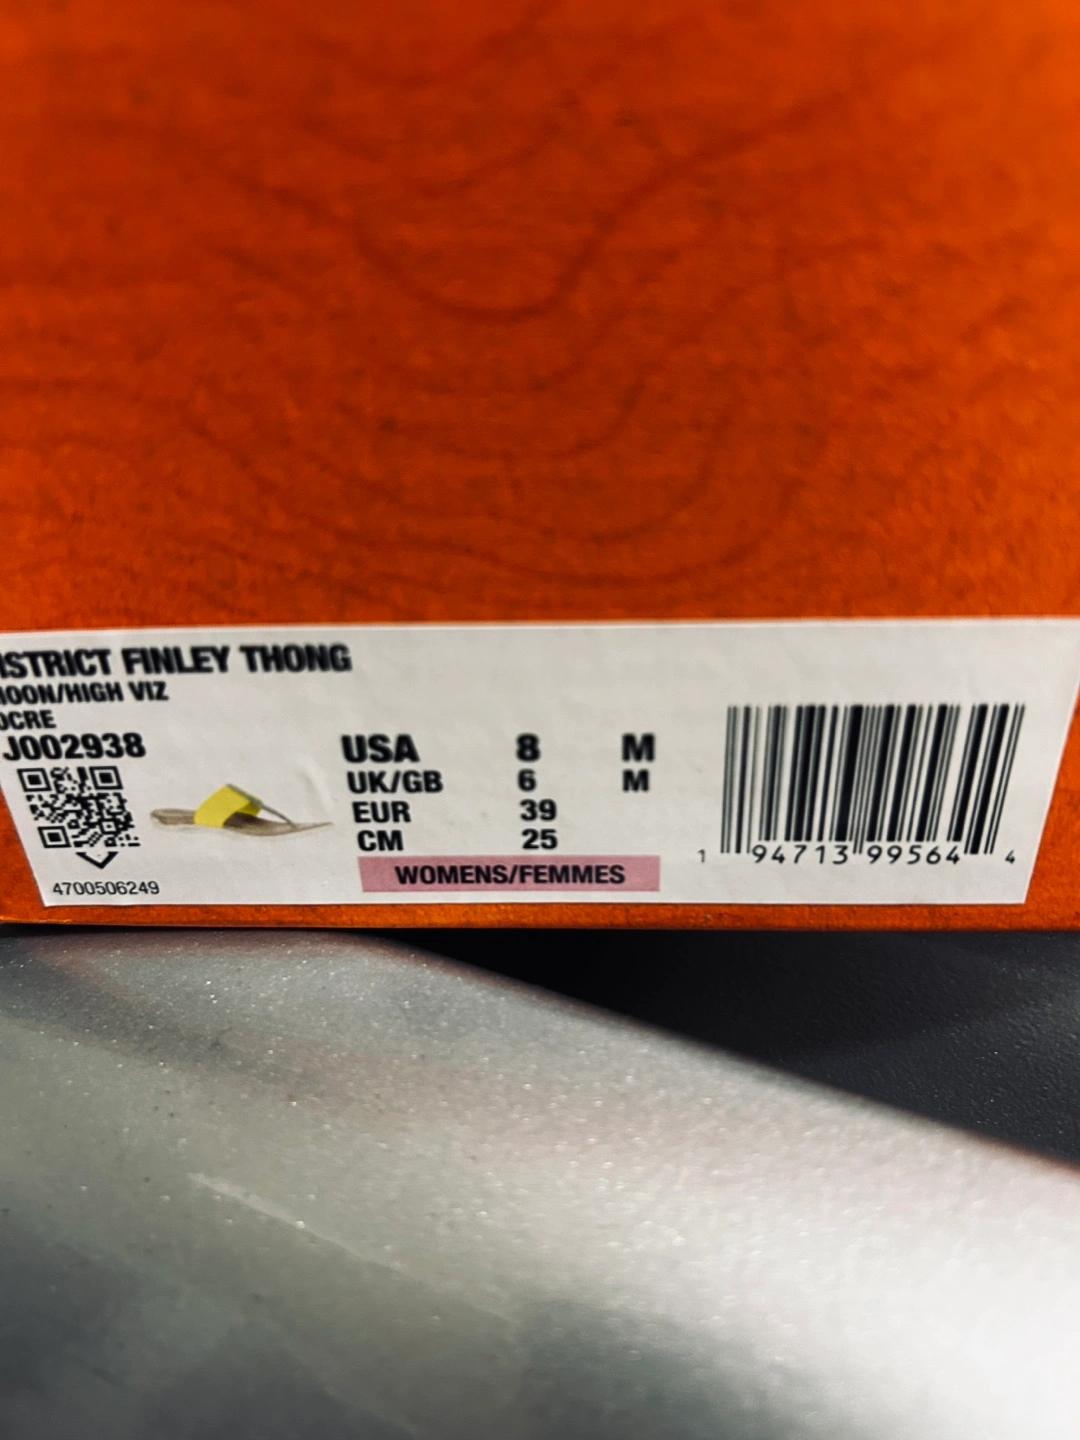 ISTRICT FINLEY THONG
OON/HIGH VIZ
OCRE
J002938
USA 8 M
UK/GB 6 M
EUR 39
CM 25
WOMENS/FEMMES
4700506249
1 94713 99564 4